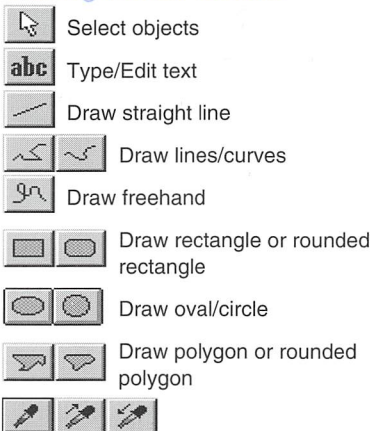 Select objects
abc Type/Edit text
Draw straight line
Draw lines/curves
Draw freehand
Draw rectangle or rounded
rectangle
Draw oval/circle
Draw polygon or rounded
polygon